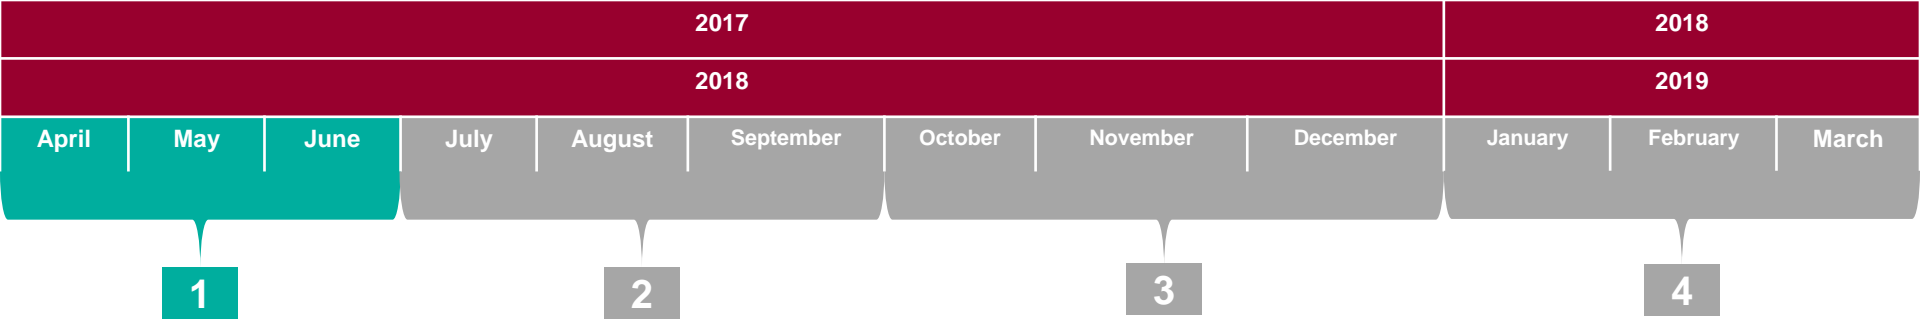 2017 2018
2018 2019
April May June July August September October November December January February March
1 2 3 4